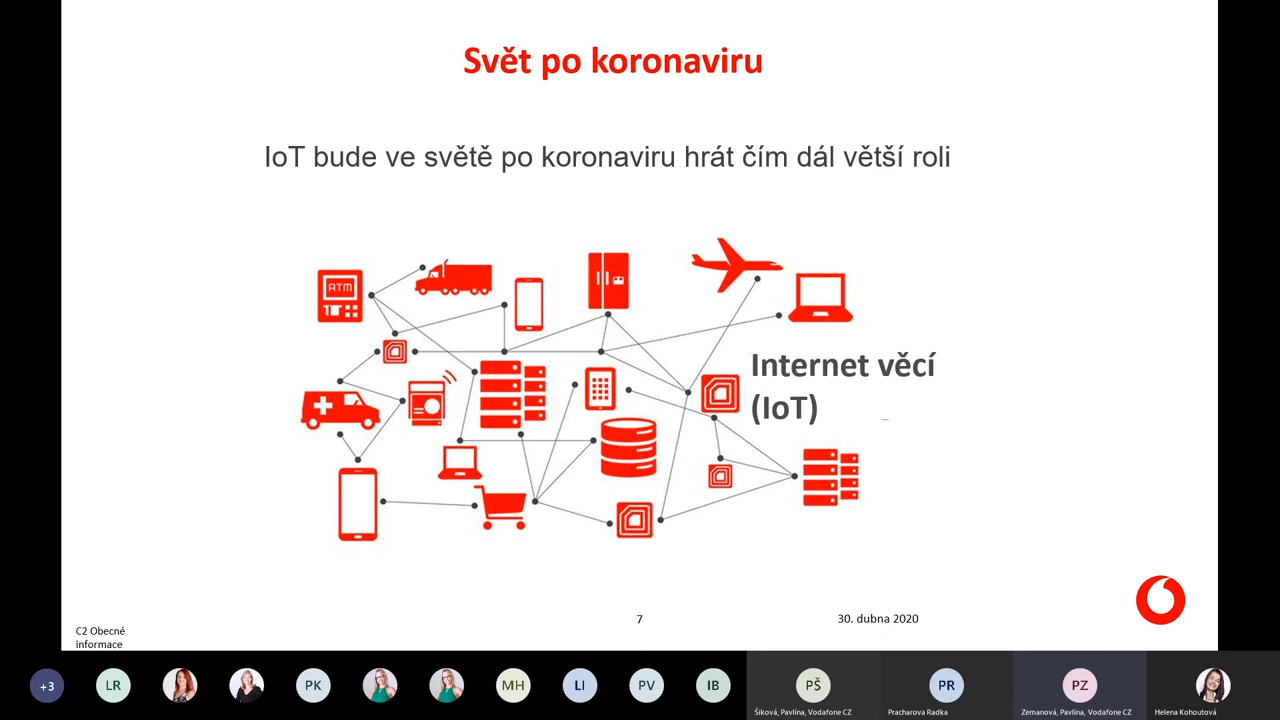 Svět po koronaviru
IoT bude ve světě po koronaviru hrát čím dál větší roli
ATM
Internet věcí
(IoT)
7
30. dubna 2020
C2 Obecné
informace
+3
LR
PK
MH
LI
PV
IB
PŠ
PR
PZ
Šiková, Pavlína, Vodafone CZ
Pracharova Radka
Zemanová, Pavlína, Vodafone CZ
Helena Kohoutová